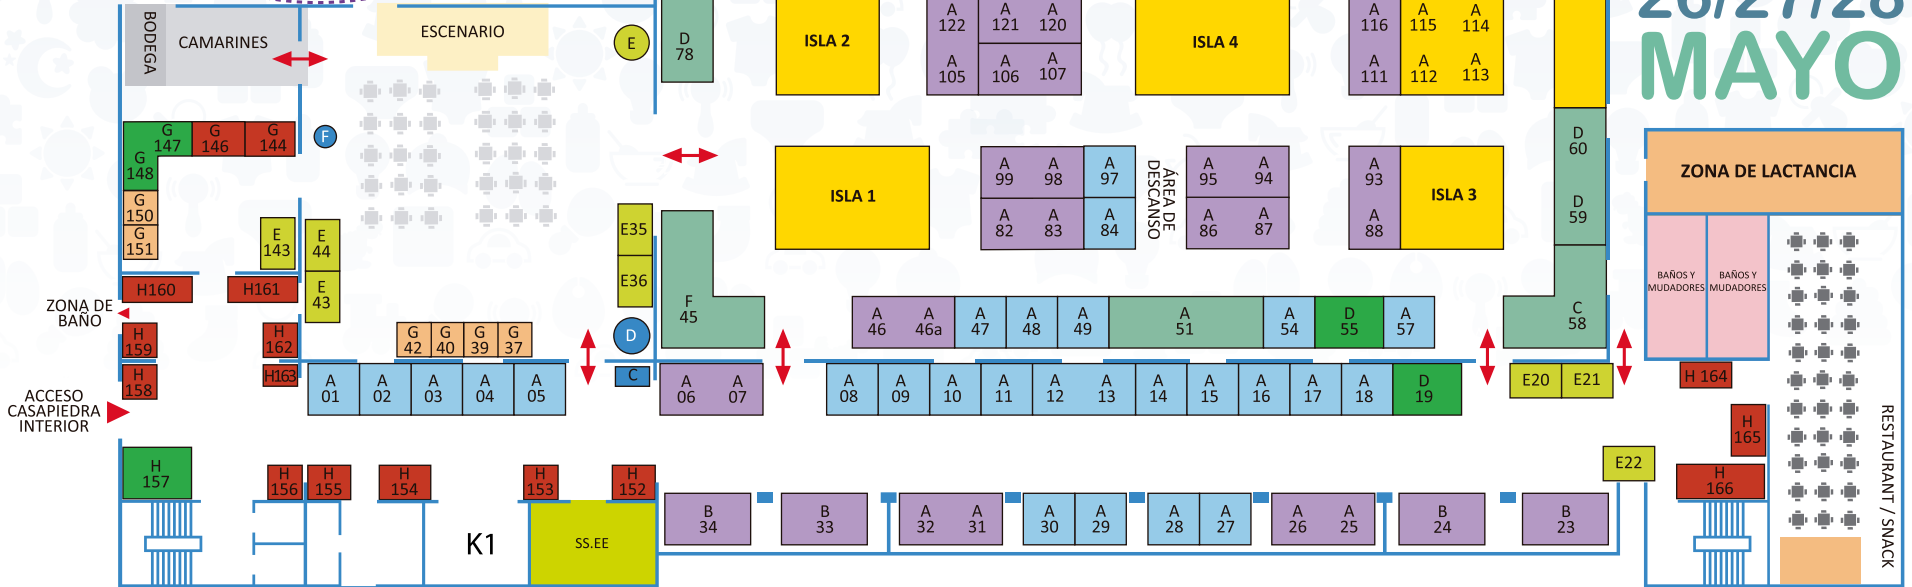 26/27/28
MAYO
BODEGA
CAMARINES
ESCENARIO
E
D
78
ISLA 2
A
122
A
121
A
120
A
105
A
106
A
107
ISLA 4
A
116
A
115
A
114
A
111
A
112
A
113
G
147
G
146
G
144
F
G
148
G
150
G
151
E
143
E
44
E
43
E35
E36
ISLA 1
A
99
A
98
A
97
A
82
A
83
A
84
ÁREA DE
DESCANSO
A
95
A
94
A
86
A
87
A
93
A
88
ISLA 3
D
60
D
59
ZONA DE LACTANCIA
BAÑOS Y
MUDADORES
BAÑOS Y
MUDADORES
H160
H161
ZONA DE
BAÑO
H
159
H
162
H
158
H163
G
42
G
40
G
39
G
37
D
C
F
45
A
46
A
46a
A
47
A
48
A
49
A
51
A
54
D
55
A
57
C
58
ACCESO
CASAPIEDRA
INTERIOR
A
01
A
02
A
03
A
04
A
05
A
06
A
07
A
08
A
09
A
10
A
11
A
12
A
13
A
14
A
15
A
16
A
17
A
18
D
19
E20
E21
H 164
H
165
H
166
RESTAURANT / SNACK
E22
H
157
H
156
H
155
H
154
H
153
H
152
K1
SS.EE
B
34
B
33
A
32
A
31
A
30
A
29
A
28
A
27
A
26
A
25
B
24
B
23